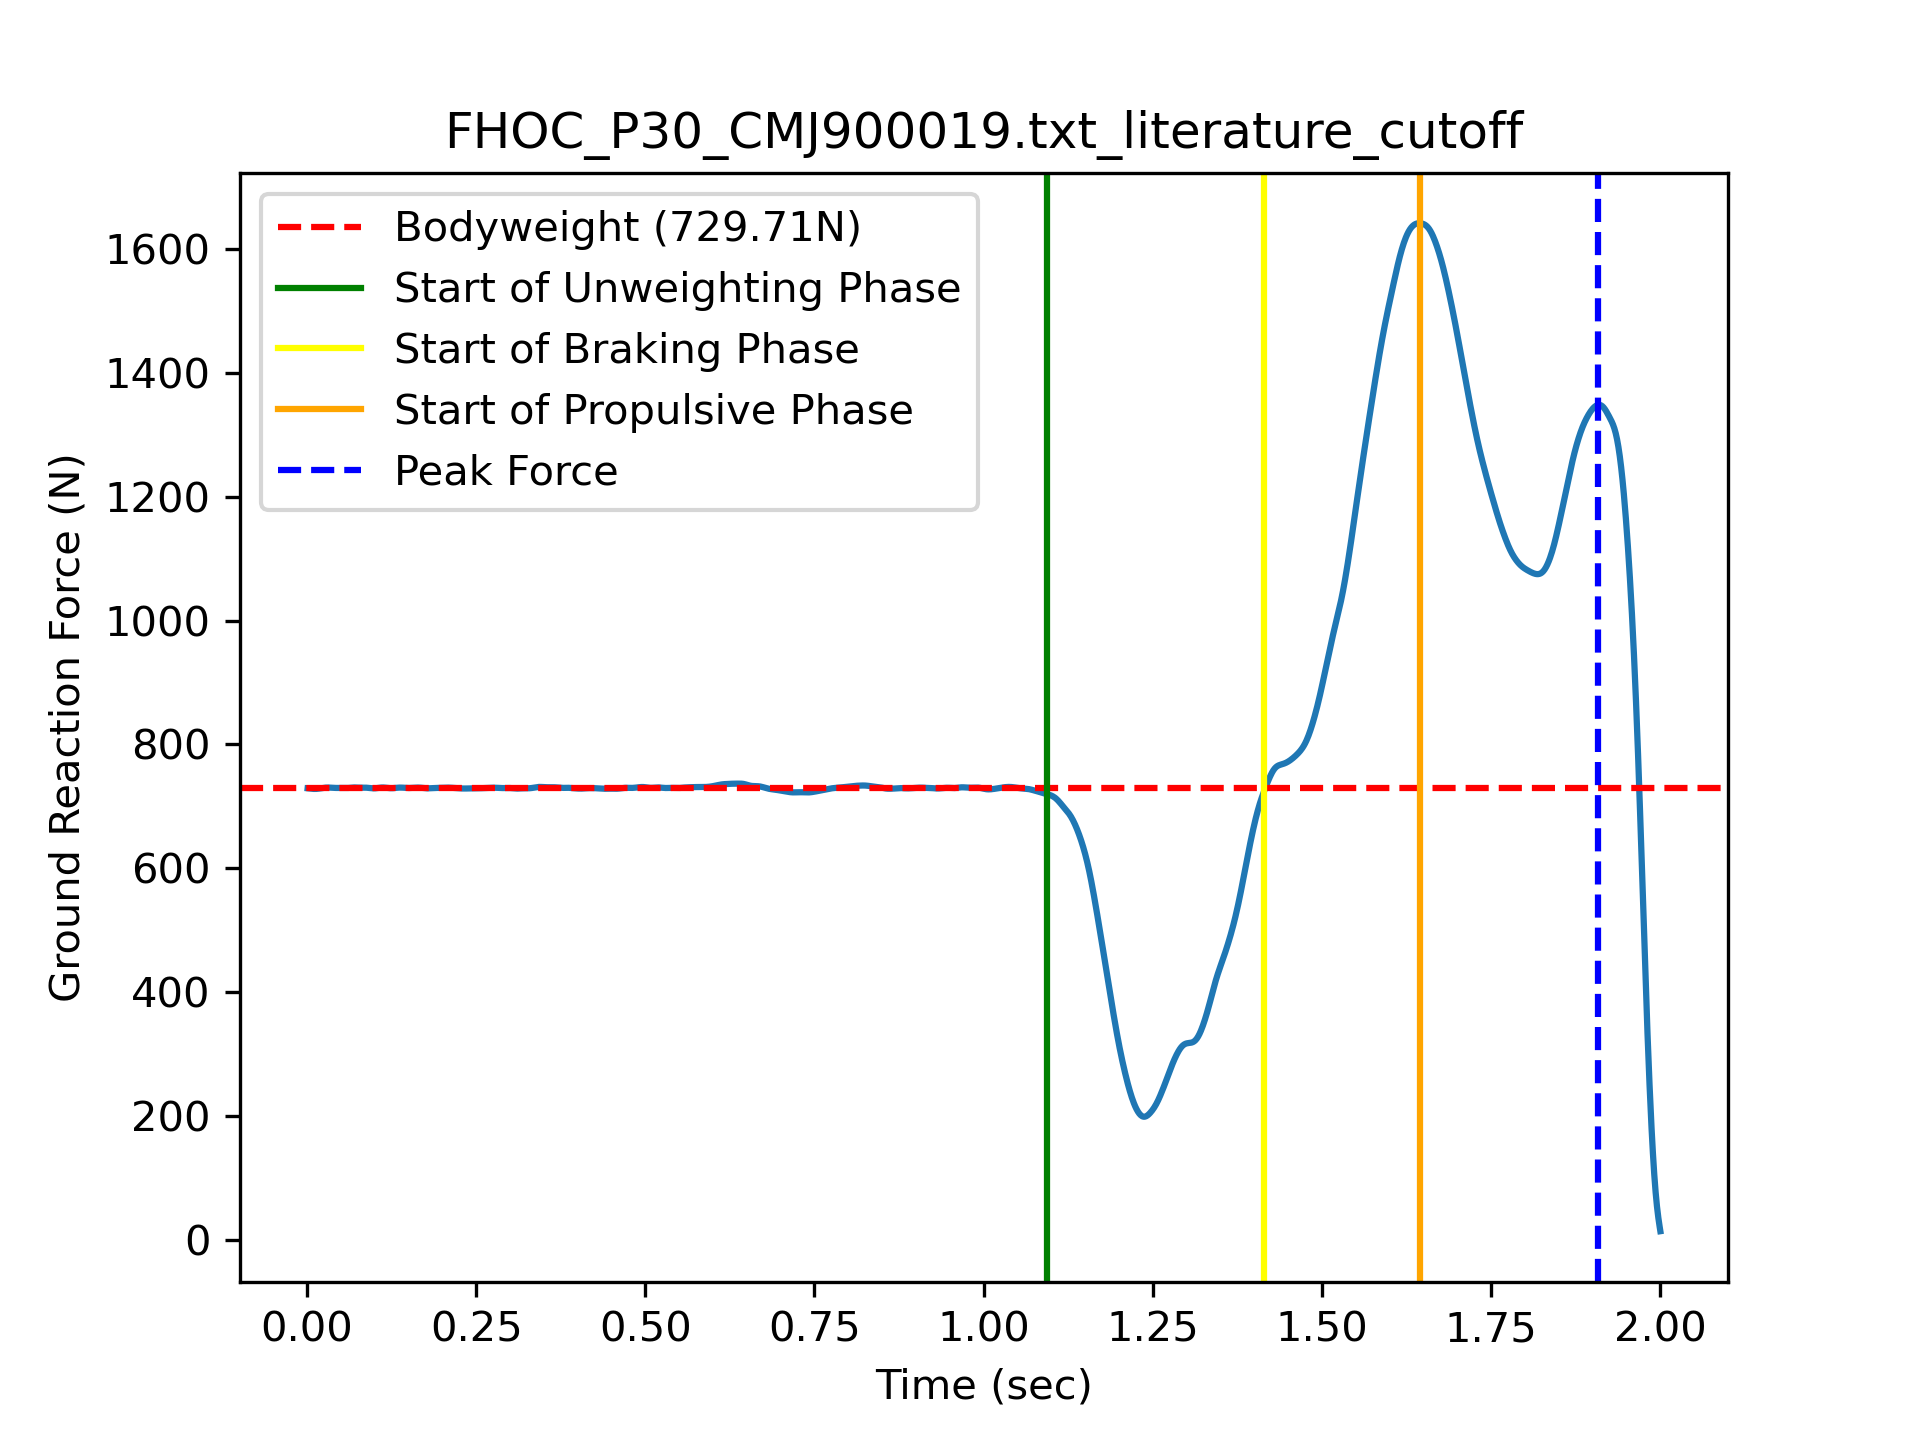 FHOC_P30_CMJ900019.txt_literature_cutoff
Bodyweight (729.71N)
Start of Unweighting Phase
Start of Braking Phase
Start of Propulsive Phase
Peak Force
Ground Reaction Force (N)
1600
1400
1200
1000
800
600
400
200
0
0.00 0.25 0.50 0.75 1.00 1.25 1.50 1.75 2.00
Time (sec)